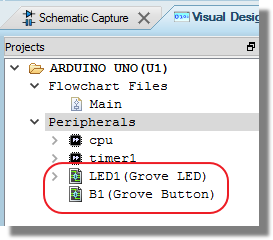 Schematic Capture
Visual Desig
Projects
ARDUINO UNO(U1)
Flowchart Files
Main
Peripherals
cpu
timer1
LED1(Grove LED)
B1(Grove Button)